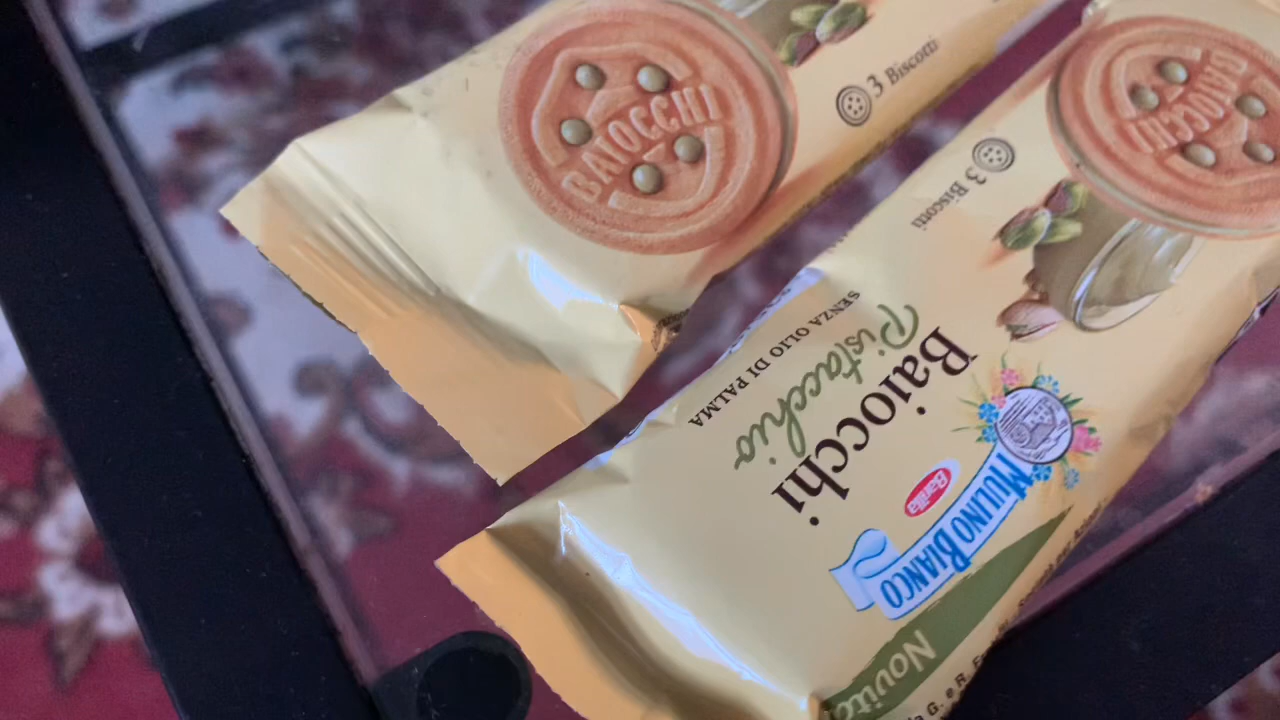 BAIOCCHI
3 Biscotti
BAIOCCHI
3 Biscotti
Novità
MULINO BIANCO
Barilla
Baiocchi
Pistacchio
SENZA OLIO DI PALMA